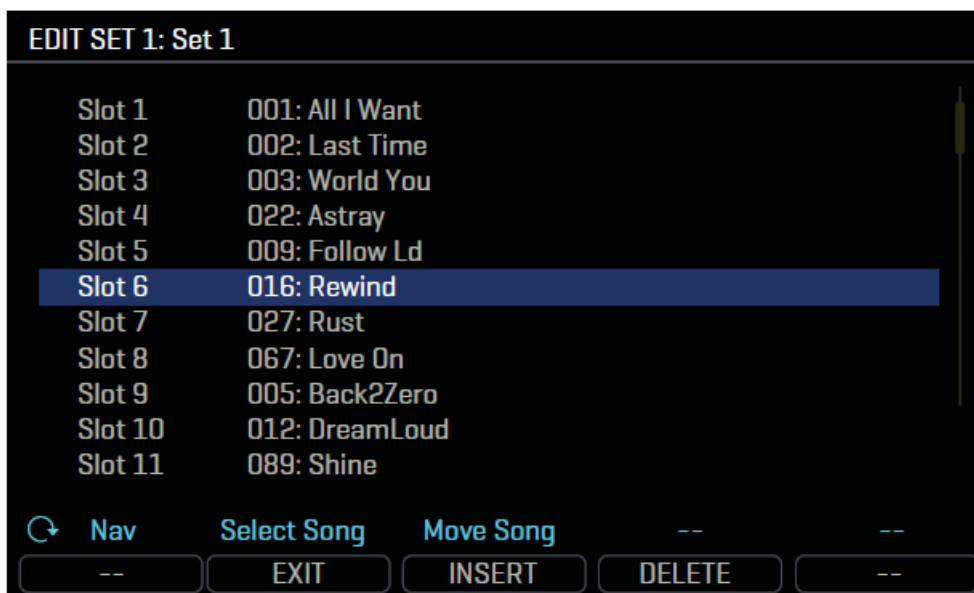 EDIT SET 1: Set 1
Slot 1 001: All I Want
Slot 2 002: Last Time
Slot 3 003: World You
Slot 4 022: Astray
Slot 5 009: Follow Ld
Slot 6 016: Rewind
Slot 7 027: Rust
Slot 8 067: Love On
Slot 9 005: Back2Zero
Slot 10 012: DreamLoud
Slot 11 089: Shine
Nav Select Song Move Song -- --
-- EXIT INSERT DELETE --